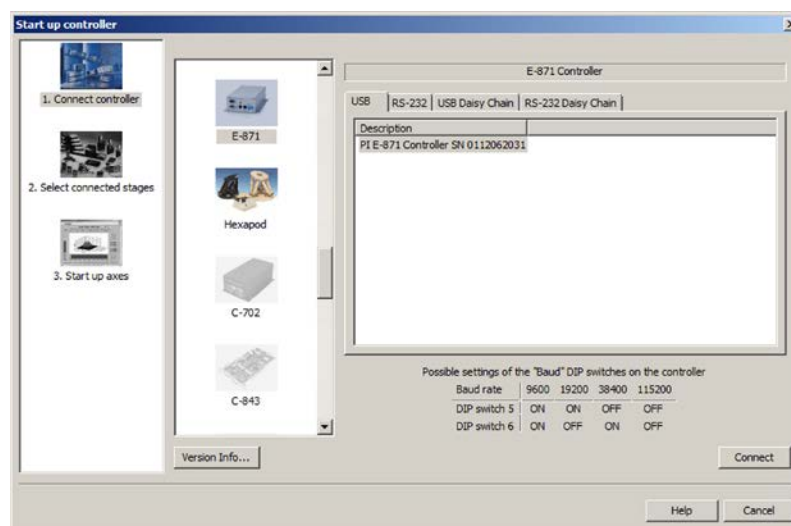 Start up controller
1. Connect controller
2. Select connected stages
3. Start up axes
E-871
Hexapod
C-702
C-843
Version Info...
E-871 Controller
USB RS-232 USB Daisy Chain RS-232 Daisy Chain
Description
PI E-871 Controller SN 0112062031
Possible settings of the "Baud" DIP switches on the controller
Baud rate 9600 19200 38400 115200
DIP switch 5 ON ON OFF OFF
DIP switch 6 ON OFF ON OFF
Connect
Help Cancel